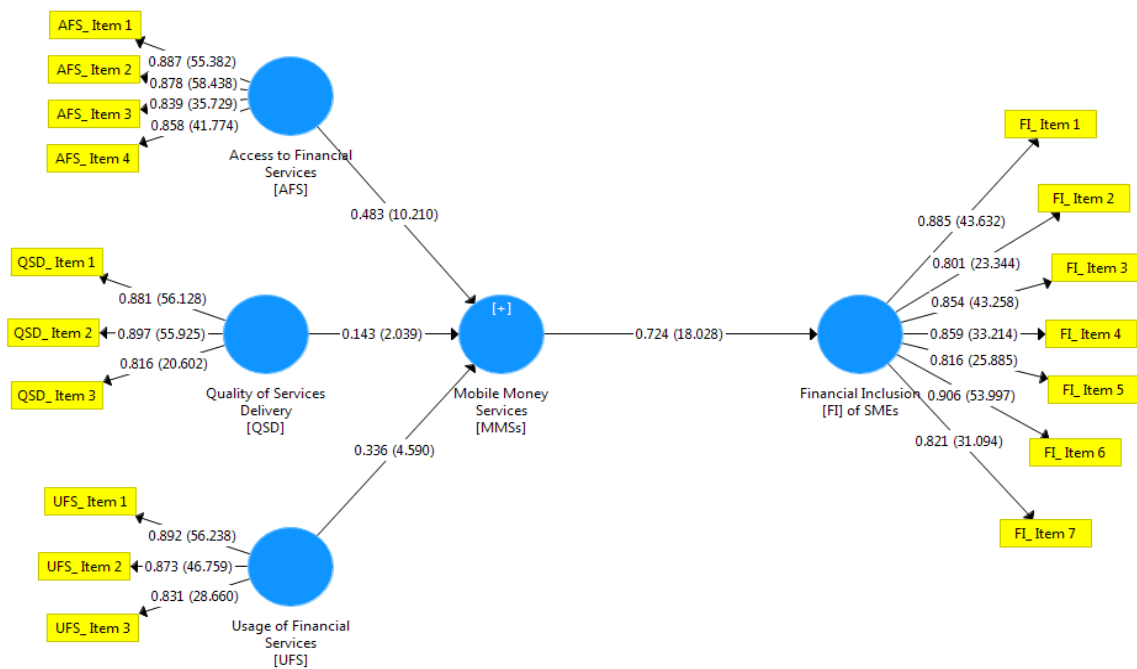 AFS_ Item 1
0.887 (55.382)
AFS_ Item 2
0.878 (58.438)
AFS_ Item 3
0.839 (35.729)
0.858 (41.774)
AFS_ Item 4
Access to Financial
Services
[AFS]
0.483 (10.210)
QSD_ Item 1
0.881 (56.128)
QSD_ Item 2
0.897 (55.925)
QSD_ Item 3
0.816 (20.602)
Quality of Services
Delivery
[QSD]
0.143 (2.039)
UFS_ Item 1
0.892 (56.238)
UFS_ Item 2
0.873 (46.759)
UFS_ Item 3
0.831 (28.660)
Usage of Financial
Services
[UFS]
0.336 (4.590)
[+]
Mobile Money
Services
[MMSs]
0.724 (18.028)
Financial Inclusion
[FI] of SMEs
FI_ Item 1
0.885 (43.632)
FI_ Item 2
0.801 (23.344)
FI_ Item 3
0.854 (43.258)
FI_ Item 4
0.859 (33.214)
FI_ Item 5
0.816 (25.885)
FI_ Item 6
0.906 (53.997)
FI_ Item 7
0.821 (31.094)